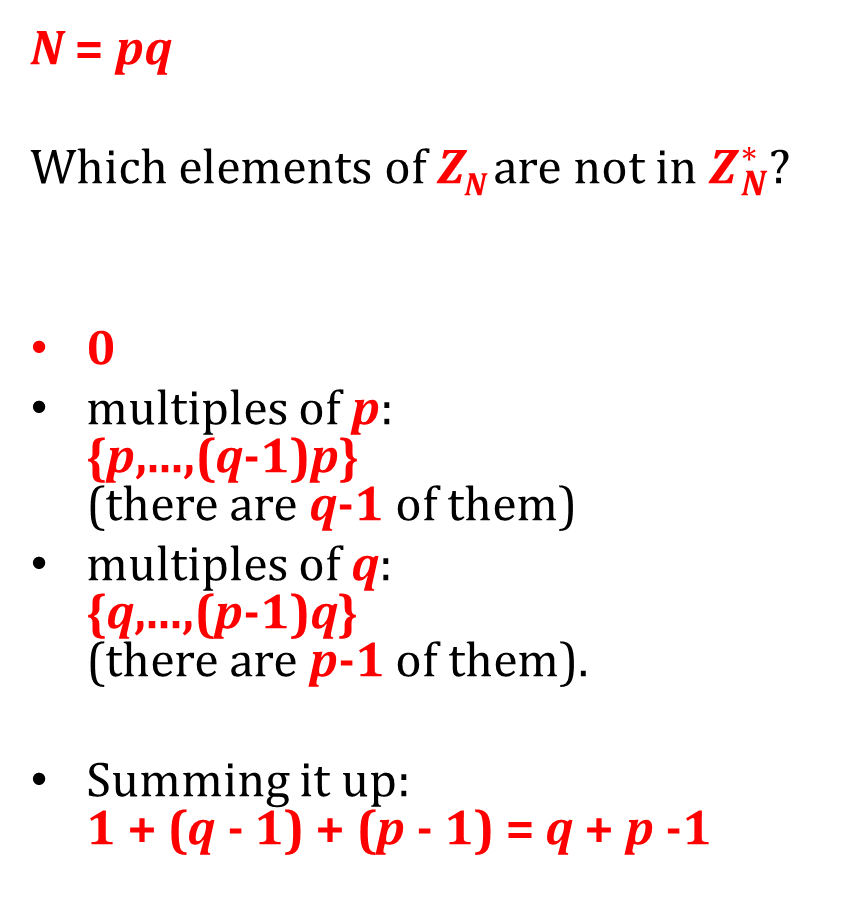 N = pq
Which elements of Z_N are not in Z*_N?
• 0
• multiples of p:
{p,...,(q-1)p}
(there are q-1 of them)
• multiples of q:
{q,...,(p-1)q}
(there are p-1 of them).
• Summing it up:
1 + (q - 1) + (p - 1) = q + p -1